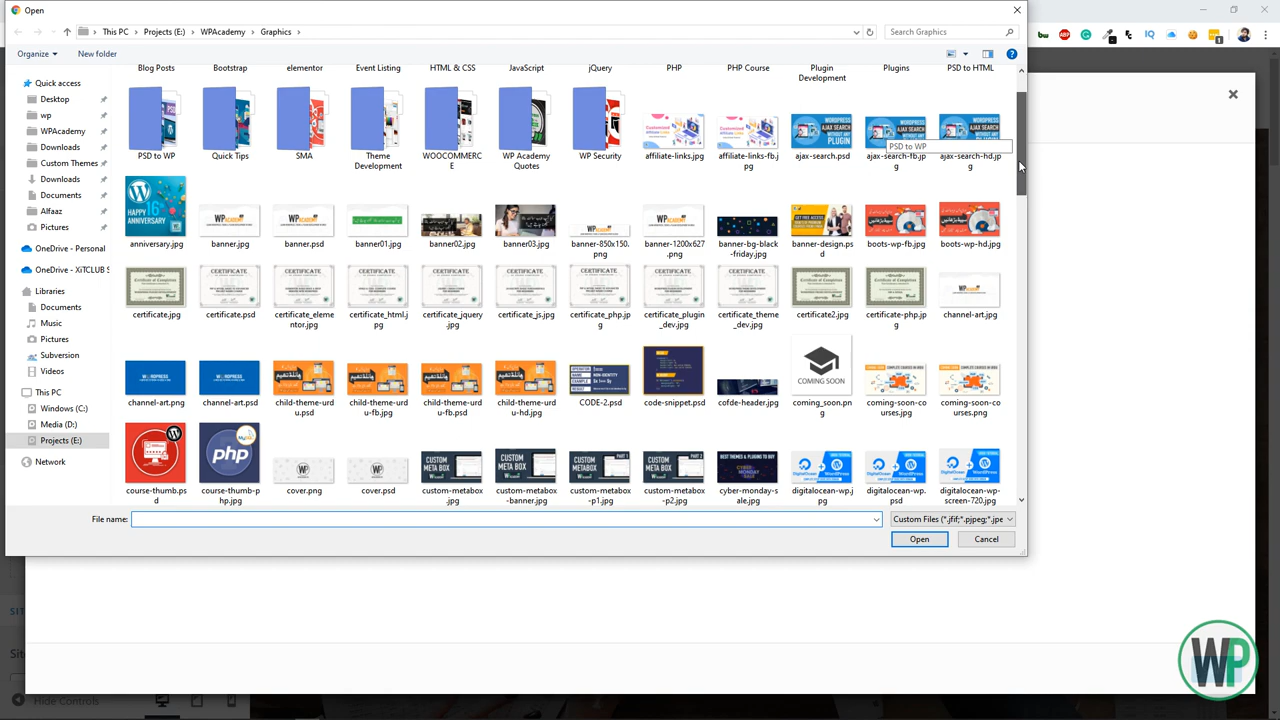 Open
This PC > Projects (E:) > WPAcademy > Graphics >
Search Graphics
Organize
New folder
Quick access
Desktop
wp
WPAcademy
Downloads
Custom Themes
Downloads
Documents
Alfaaz
Pictures
OneDrive - Personal
OneDrive - XiTCLUB S
Libraries
Documents
Music
Pictures
Subversion
Videos
This PC
Windows (C:)
Media (D:)
Projects (E:)
Network
Blog Posts
Bootstrap
Elementor
Event Listing
HTML & CSS
JavaScript
jQuery
PHP
PHP Course
Plugin Development
Plugins
PSD to HTML
PSD to WP
Quick Tips
SMA
Theme Development
WOOCOMMERCE
WP Academy Quotes
WP Security
affiliate-links.jpg
affiliate-links-fb.jpg
ajax-search.psd
ajax-search-fb.jpg
ajax-search-hd.jpg
PSD to WP
anniversary.jpg
banner.jpg
banner.psd
banner01.jpg
banner02.jpg
banner03.jpg
banner-850x150.png
banner-1200x627.png
banner-bg-black-friday.jpg
banner-design.psd
boots-wp-fb.jpg
boots-wp-hd.jpg
certificate.jpg
certificate.psd
certificate_elementor.jpg
certificate_html.jpg
certificate_jquery.jpg
certificate_js.jpg
certificate_php.jpg
certificate_plugin_dev.jpg
certificate_theme_dev.jpg
certificate2.jpg
certificate-php.jpg
channel-art.jpg
channel-art.png
channel-art.psd
child-theme-urdu.psd
child-theme-urdu-fb.jpg
child-theme-urdu-fb.psd
child-theme-urdu-hd.jpg
CODE-2.psd
code-snippet.psd
cofde-header.jpg
coming_soon.png
coming-soon-courses.jpg
coming-soon-courses.png
COMING SOON
course-thumb.psd
course-thumb-php.jpg
cover.png
cover.psd
custom-metabox.jpg
custom-metabox-banner.jpg
custom-metabox-p1.jpg
custom-metabox-p2.jpg
cyber-monday-sale.jpg
digitalocean-wp.jpg
digitalocean-wp.psd
digitalocean-wp-screen-720.jpg
File name:
Custom Files (*.jfif;*.pjpeg;*.jpe
Open
Cancel
Hide Controls
WP